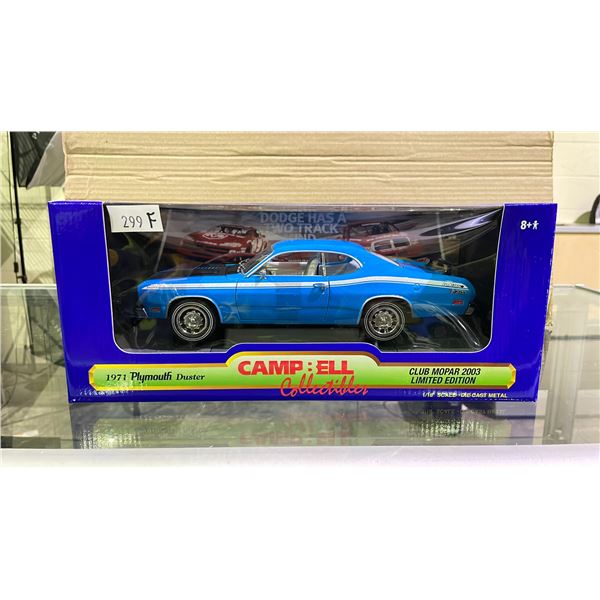 299 F
DODGE HAS A
TWO TRACK
MIND
8+
1971 Plymouth Duster
CAMPBELL
Collectibles
CLUB MOPAR 2003
LIMITED EDITION
1/18 SCALE - DIE CAST METAL